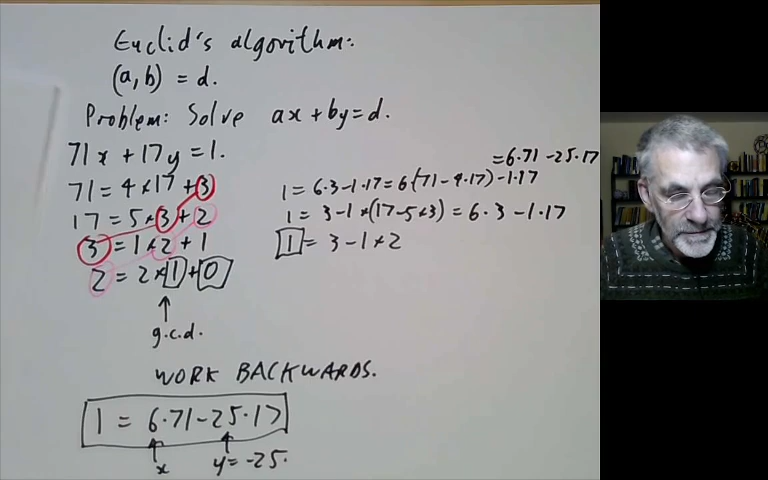 Euclid's algorithm:
(a, b) = d.
Problem: Solve ax + by = d.
71x + 17y = 1.
71 = 4×17 + 3
17 = 5×3 + 2
3 = 1×2 + 1
2 = 2×1 + 0
g.c.d.
= 6·71 - 25·17
1 = 6·3 - 1·17 = 6(71 - 4·17) - 1·17
1 = 3 - 1×(17 - 5×3) = 6·3 - 1·17
1 = 3 - 1×2
WORK BACKWARDS.
1 = 6·71 - 25·17
x y = -25.